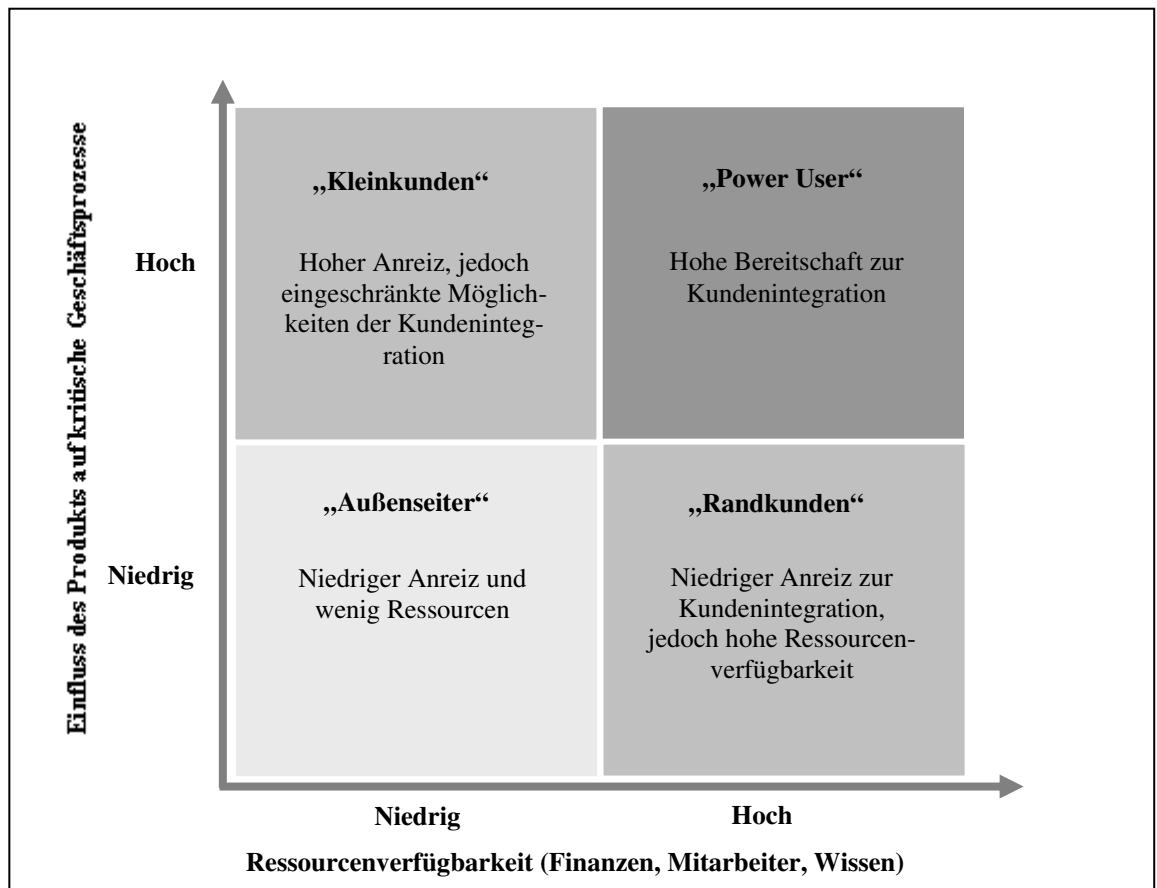 Einfluss des Produkts auf kritische Geschäftsprozesse
Hoch
Niedrig
„Kleinkunden“
Hoher Anreiz, jedoch
eingeschränkte Möglich-
keiten der Kundeninteg-
ration
„Power User“
Hohe Bereitschaft zur
Kundenintegration
„Außenseiter“
Niedriger Anreiz und
wenig Ressourcen
„Randkunden“
Niedriger Anreiz zur
Kundenintegration,
jedoch hohe Ressourcen-
verfügbarkeit
Niedrig
Hoch
Ressourcenverfügbarkeit (Finanzen, Mitarbeiter, Wissen)